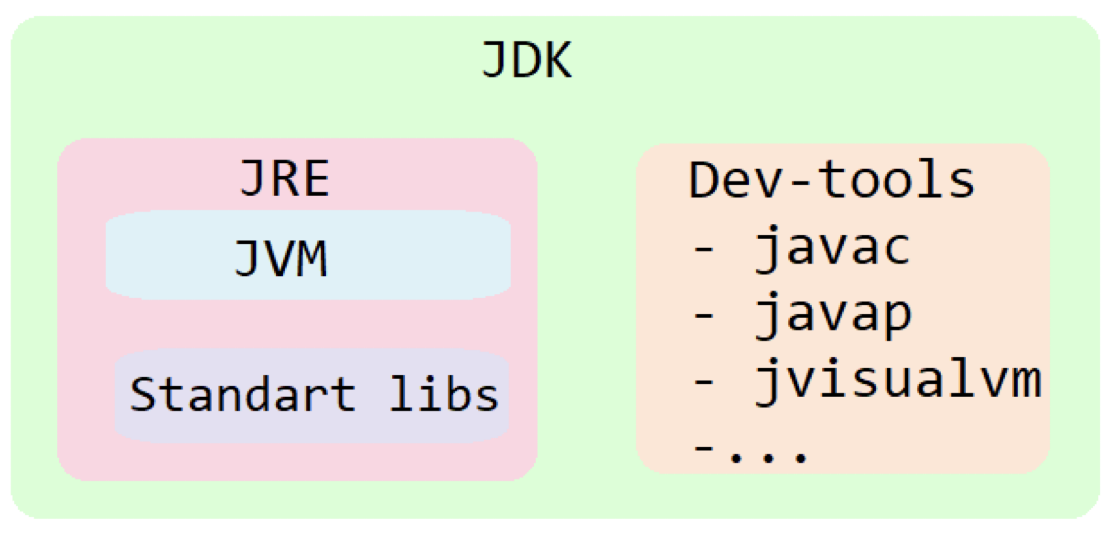 JDK
JRE
JVM
Standart libs
Dev-tools
- javac
- javap
- jvisualvm
-...